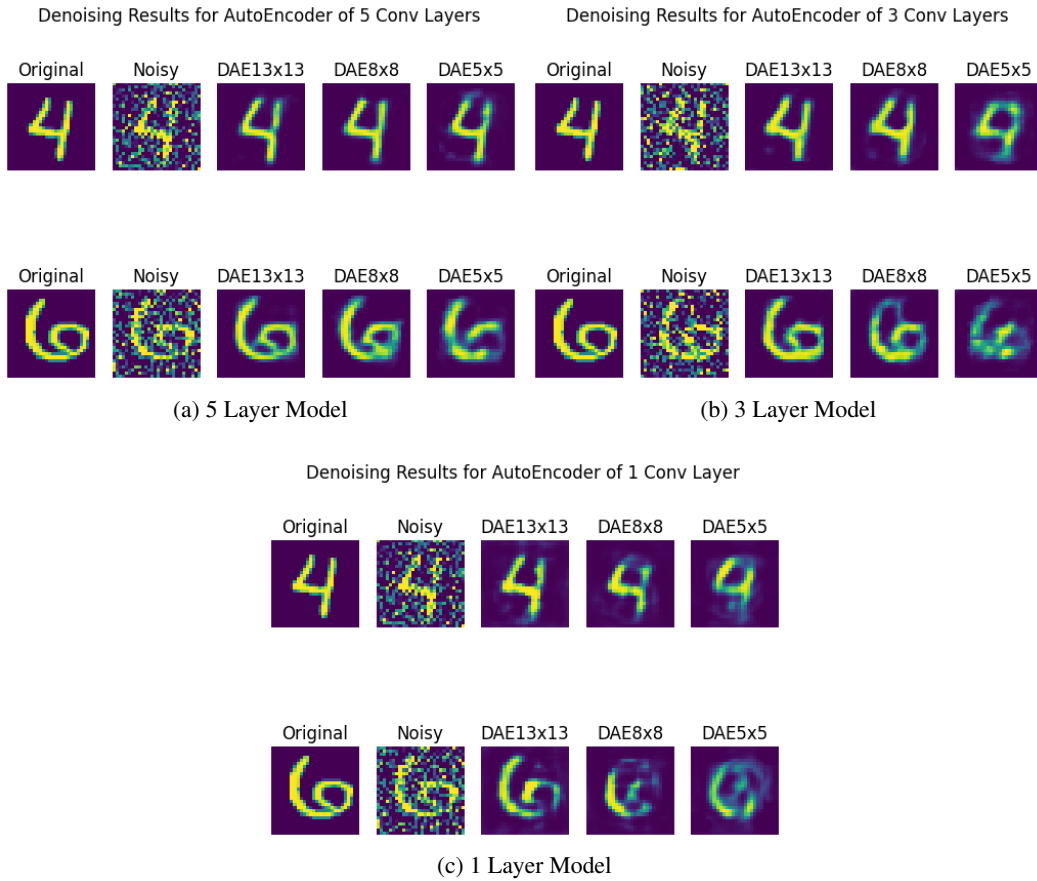 Denoising Results for AutoEncoder of 5 Conv Layers
Original Noisy DAE13x13 DAE8x8 DAE5x5
Original Noisy DAE13x13 DAE8x8 DAE5x5
(a) 5 Layer Model
Denoising Results for AutoEncoder of 3 Conv Layers
Original Noisy DAE13x13 DAE8x8 DAE5x5
Original Noisy DAE13x13 DAE8x8 DAE5x5
(b) 3 Layer Model
Denoising Results for AutoEncoder of 1 Conv Layer
Original Noisy DAE13x13 DAE8x8 DAE5x5
Original Noisy DAE13x13 DAE8x8 DAE5x5
(c) 1 Layer Model